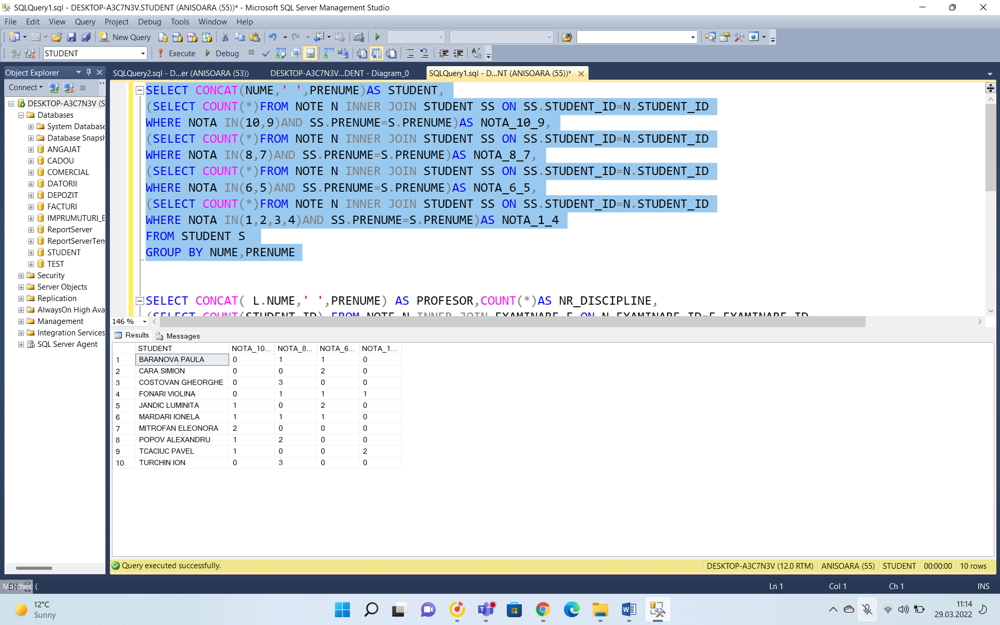 SQLQuery1.sql - DESKTOP-A3C7N3V.STUDENT (ANISOARA (55))* - Microsoft SQL Server Management Studio
File Edit View Query Project Debug Tools Window Help
New Query
STUDENT Execute Debug
Object Explorer
SQLQuery2.sql - D...er (ANISOARA (53)) DESKTOP-A3C7N3V...DENT - Diagram_0 SQLQuery1.sql - D...NT (ANISOARA (55))*
Connect
DESKTOP-A3C7N3V (S
Databases
System Database
Database Snapsh
ANGAJAT
CADOU
COMERCIAL
DATORII
DEPOZIT
FACTURI
IMPRUMUTURI_E
ReportServer
ReportServerTem
STUDENT
TEST
Security
Server Objects
Replication
AlwaysOn High Ava
Management
Integration Services
SQL Server Agent
SELECT CONCAT(NUME,' ',PRENUME)AS STUDENT,
(SELECT COUNT(*)FROM NOTE N INNER JOIN STUDENT SS ON SS.STUDENT_ID=N.STUDENT_ID
WHERE NOTA IN(10,9)AND SS.PRENUME=S.PRENUME)AS NOTA_10_9,
(SELECT COUNT(*)FROM NOTE N INNER JOIN STUDENT SS ON SS.STUDENT_ID=N.STUDENT_ID
WHERE NOTA IN(8,7)AND SS.PRENUME=S.PRENUME)AS NOTA_8_7,
(SELECT COUNT(*)FROM NOTE N INNER JOIN STUDENT SS ON SS.STUDENT_ID=N.STUDENT_ID
WHERE NOTA IN(6,5)AND SS.PRENUME=S.PRENUME)AS NOTA_6_5,
(SELECT COUNT(*)FROM NOTE N INNER JOIN STUDENT SS ON SS.STUDENT_ID=N.STUDENT_ID
WHERE NOTA IN(1,2,3,4)AND SS.PRENUME=S.PRENUME)AS NOTA_1_4
FROM STUDENT S
GROUP BY NUME,PRENUME
SELECT CONCAT( L.NUME,' ',PRENUME) AS PROFESOR,COUNT(*)AS NR_DISCIPLINE,
(SELECT COUNT(STUDENT_ID) FROM NOTE N INNER JOIN EXAMINARE E ON N.EXAMINARE_ID=E.EXAMINARE_ID
146 %
Results Messages
STUDENT NOTA_10... NOTA_8... NOTA_6... NOTA_1...
1 BARANOVA PAULA 0 1 1 0
2 CARA SIMION 0 0 2 0
3 COSTOVAN GHEORGHE 0 3 0 0
4 FONARI VIOLINA 0 1 1 1
5 JANDIC LUMINITA 1 0 2 0
6 MARDARI IONELA 1 1 1 0
7 MITROFAN ELEONORA 2 0 0 0
8 POPOV ALEXANDRU 1 2 0 0
9 TCACIUC PAVEL 1 0 0 2
10 TURCHIN ION 0 3 0 0
Query executed successfully. DESKTOP-A3C7N3V (12.0 RTM) ANISOARA (55) STUDENT 00:00:00 10 rows
Matches: ( Ln 1 Col 1 Ch 1 INS
12°C
Sunny
11:14
29.03.2022